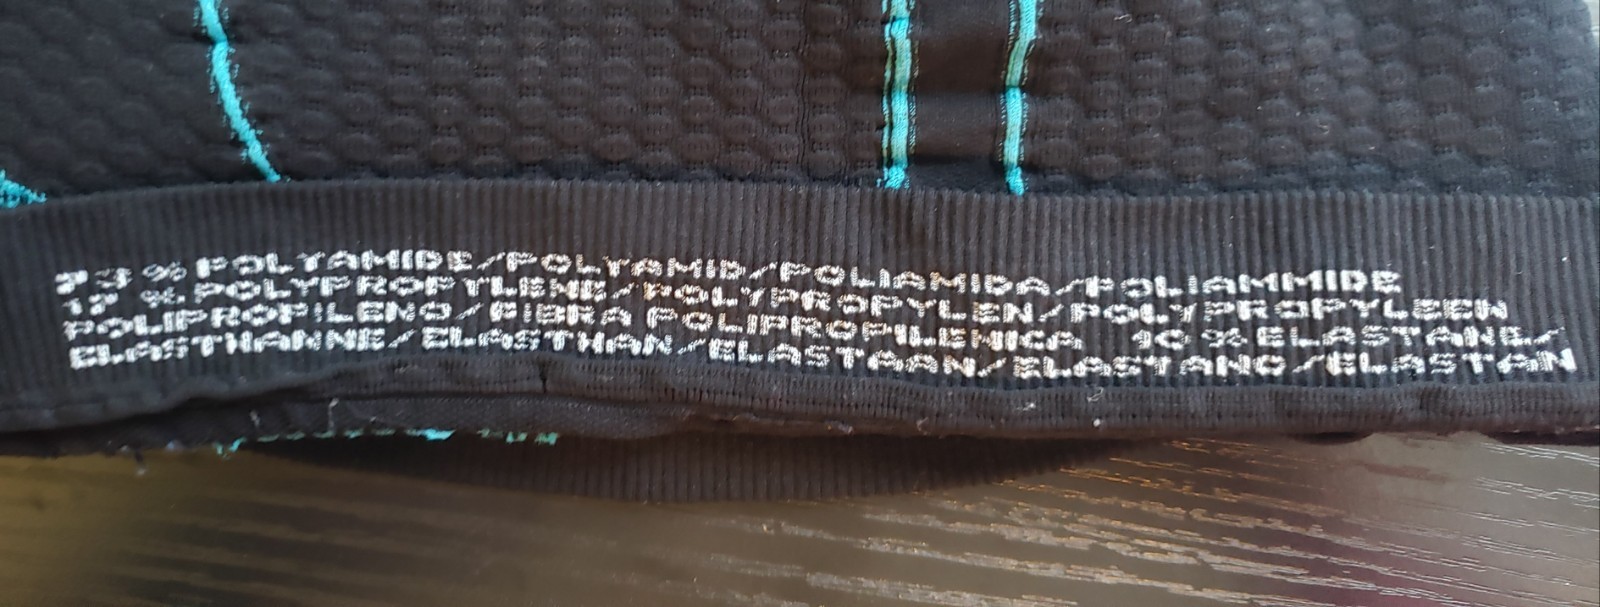 73 % POLYAMIDE/POLYAMID/POLIAMIDA/POLIAMMIDE
17 % POLYPROPYLENE/POLYPROPYLEN/POLYPROPYLEEN
POLIPROPILENO/FIBRA POLIPROPILENICA 10 % ELASTANE/
ELASTHANNE/ELASTHAN/ELASTAAN/ELASTANO/ELASTAN